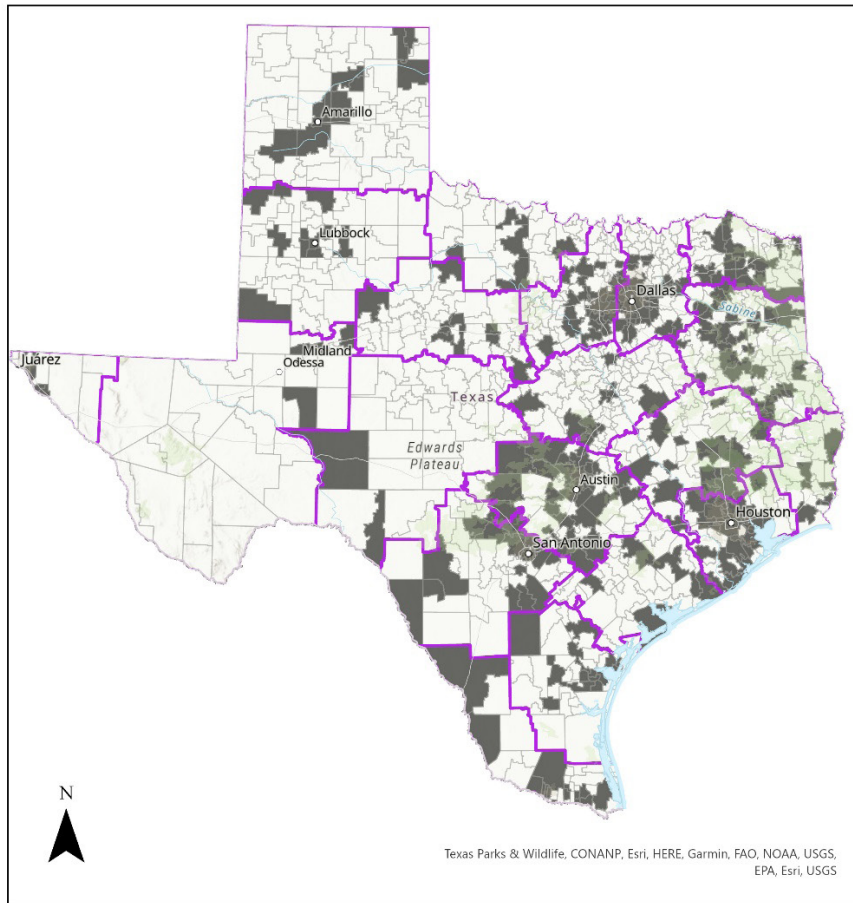 Amarillo
Lubbock
Dallas
Sabine
Juárez
Midland
Odessa
Texas
Edwards
Plateau
Austin
Houston
San Antonio
N
Texas Parks & Wildlife, CONANP, Esri, HERE, Garmin, FAO, NOAA, USGS,
EPA, Esri, USGS